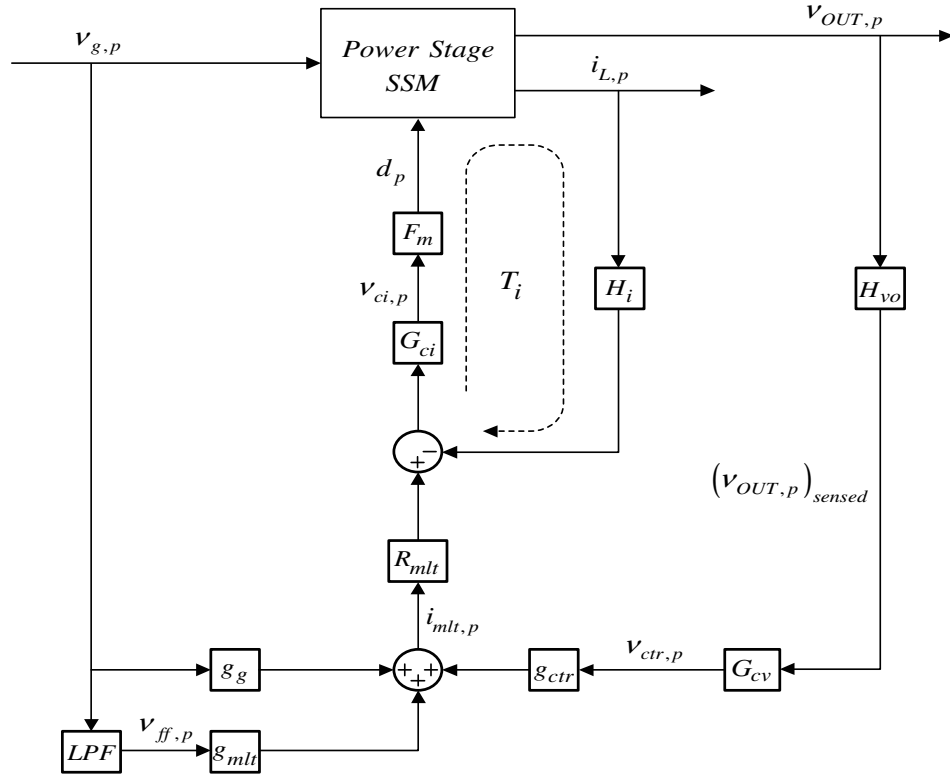 v_{OUT,p}
v_{g,p}
Power Stage
SSM
i_{L,p}
d_p
F_m
T_i
H_i
H_{vo}
v_{ci,p}
G_{ci}
+ −
(v_{OUT,p})_{sensed}
R_{mlt}
i_{mlt,p}
g_g
+ + +
g_{ctr}
v_{ctr,p}
G_{cv}
LPF
v_{ff,p}
g_{mlt}